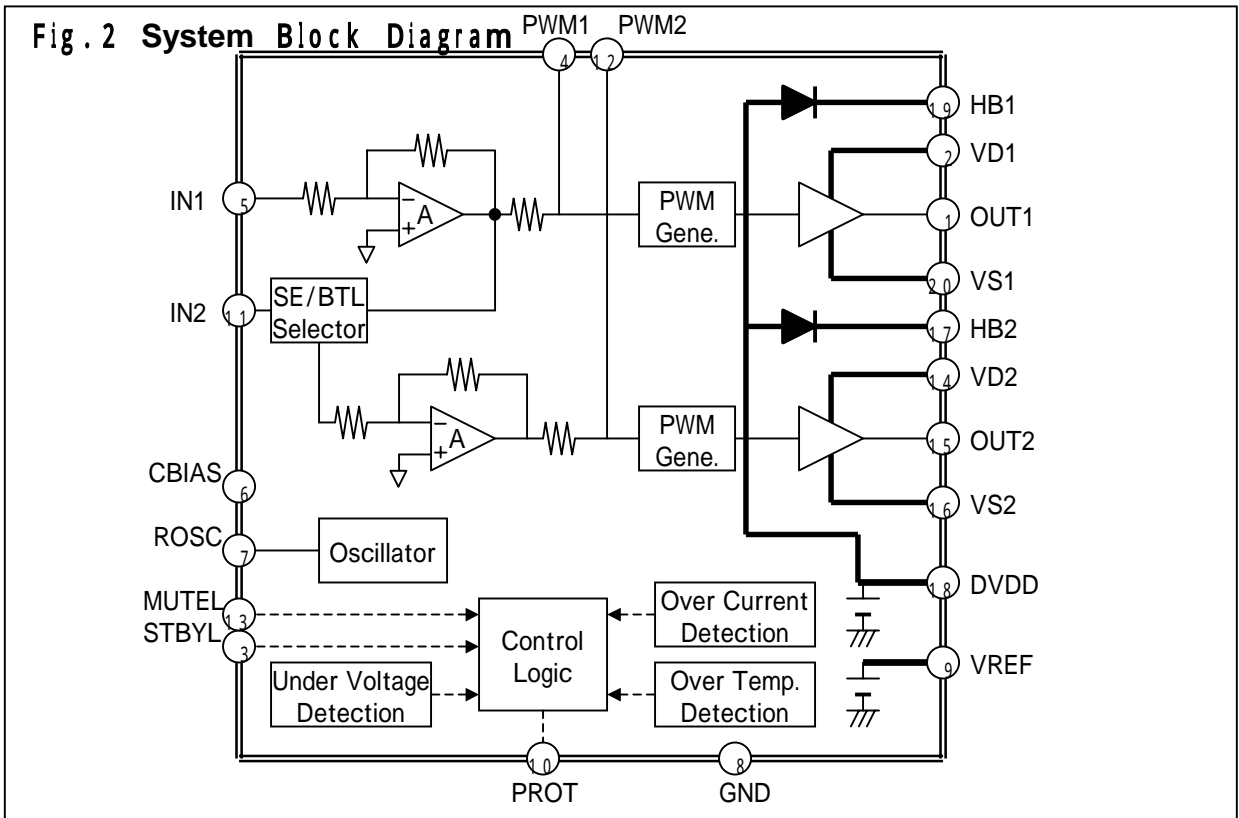 Fig.2 System Block Diagram
PWM1
PWM2
4
12
19
HB1
2
VD1
IN1
5
A
PWM
Gene.
1
OUT1
20
VS1
IN2
11
SE/BTL
Selector
17
HB2
14
VD2
A
PWM
Gene.
15
OUT2
CBIAS
6
16
VS2
ROSC
7
Oscillator
18
DVDD
MUTEL
13
STBYL
3
Control
Logic
Over Current
Detection
9
VREF
Under Voltage
Detection
Over Temp.
Detection
10
PROT
8
GND